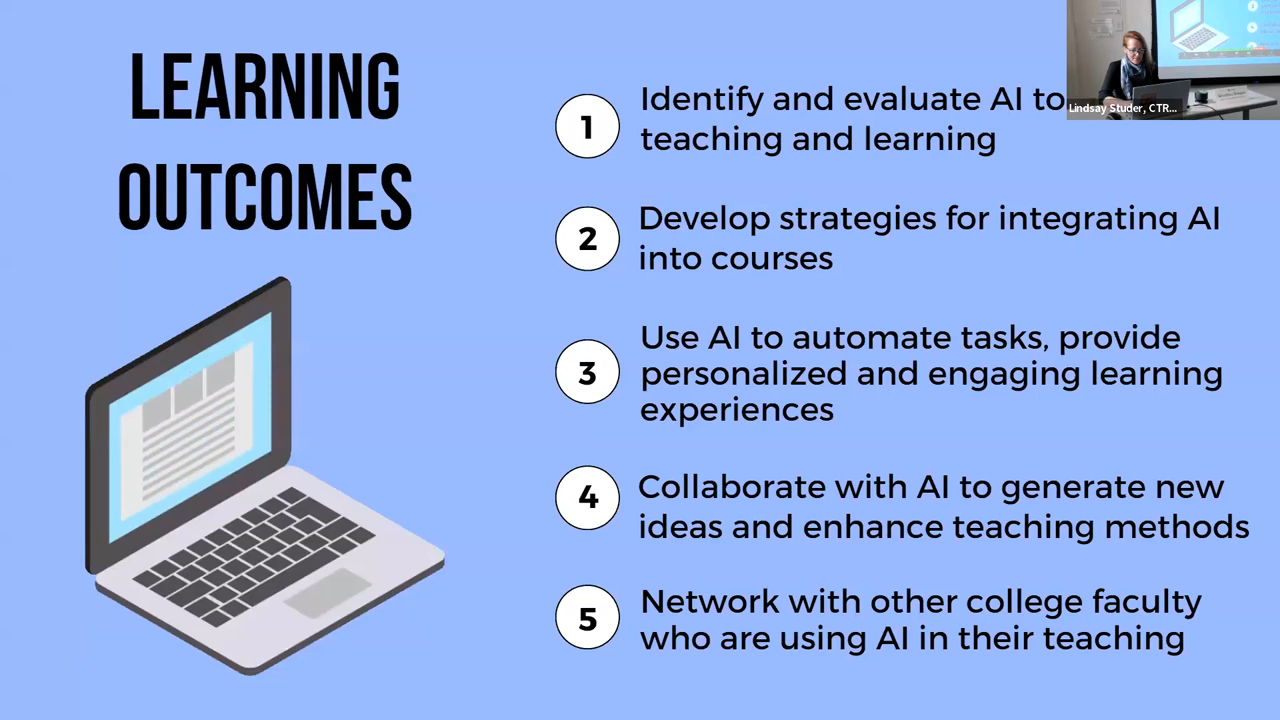 LEARNING
OUTCOMES
1
Identify and evaluate AI to
teaching and learning
2
Develop strategies for integrating AI
into courses
3
Use AI to automate tasks, provide
personalized and engaging learning
experiences
4
Collaborate with AI to generate new
ideas and enhance teaching methods
5
Network with other college faculty
who are using AI in their teaching
Lindsay Studer, CTR...